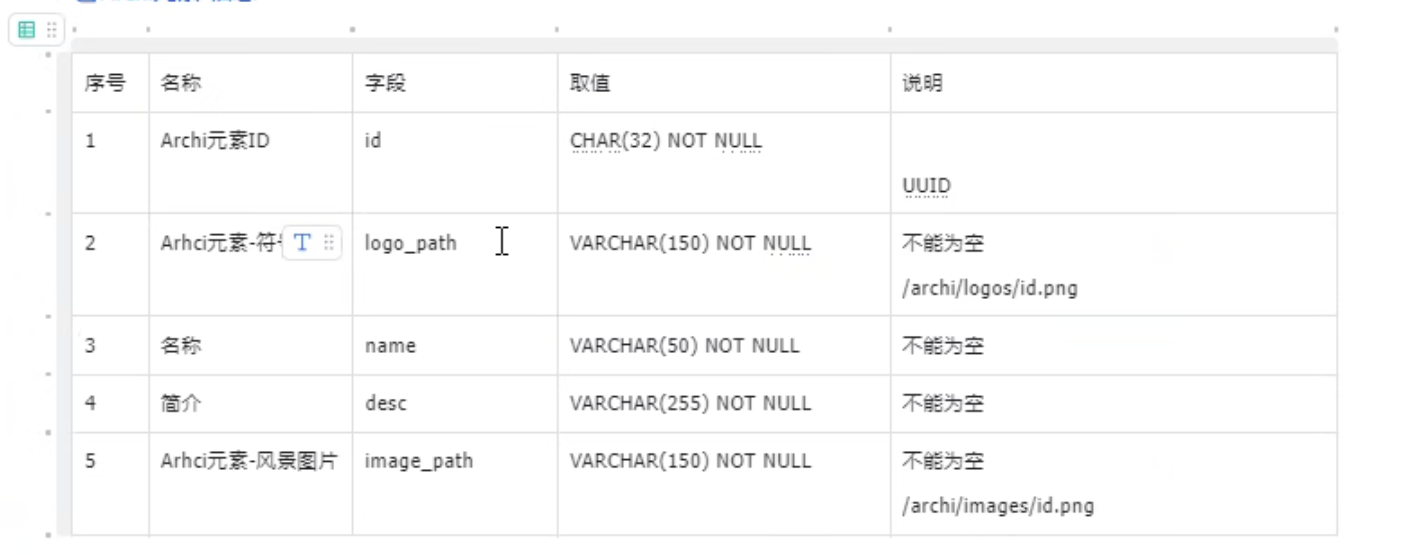 序号 名称 字段 取值 说明
1 Archi元素ID id CHAR(32) NOT NULL
UUID
2 Arhci元素-符 logo_path VARCHAR(150) NOT NULL 不能为空
/archi/logos/id.png
3 名称 name VARCHAR(50) NOT NULL 不能为空
4 简介 desc VARCHAR(255) NOT NULL 不能为空
5 Arhci元素-风景图片 image_path VARCHAR(150) NOT NULL 不能为空
/archi/images/id.png